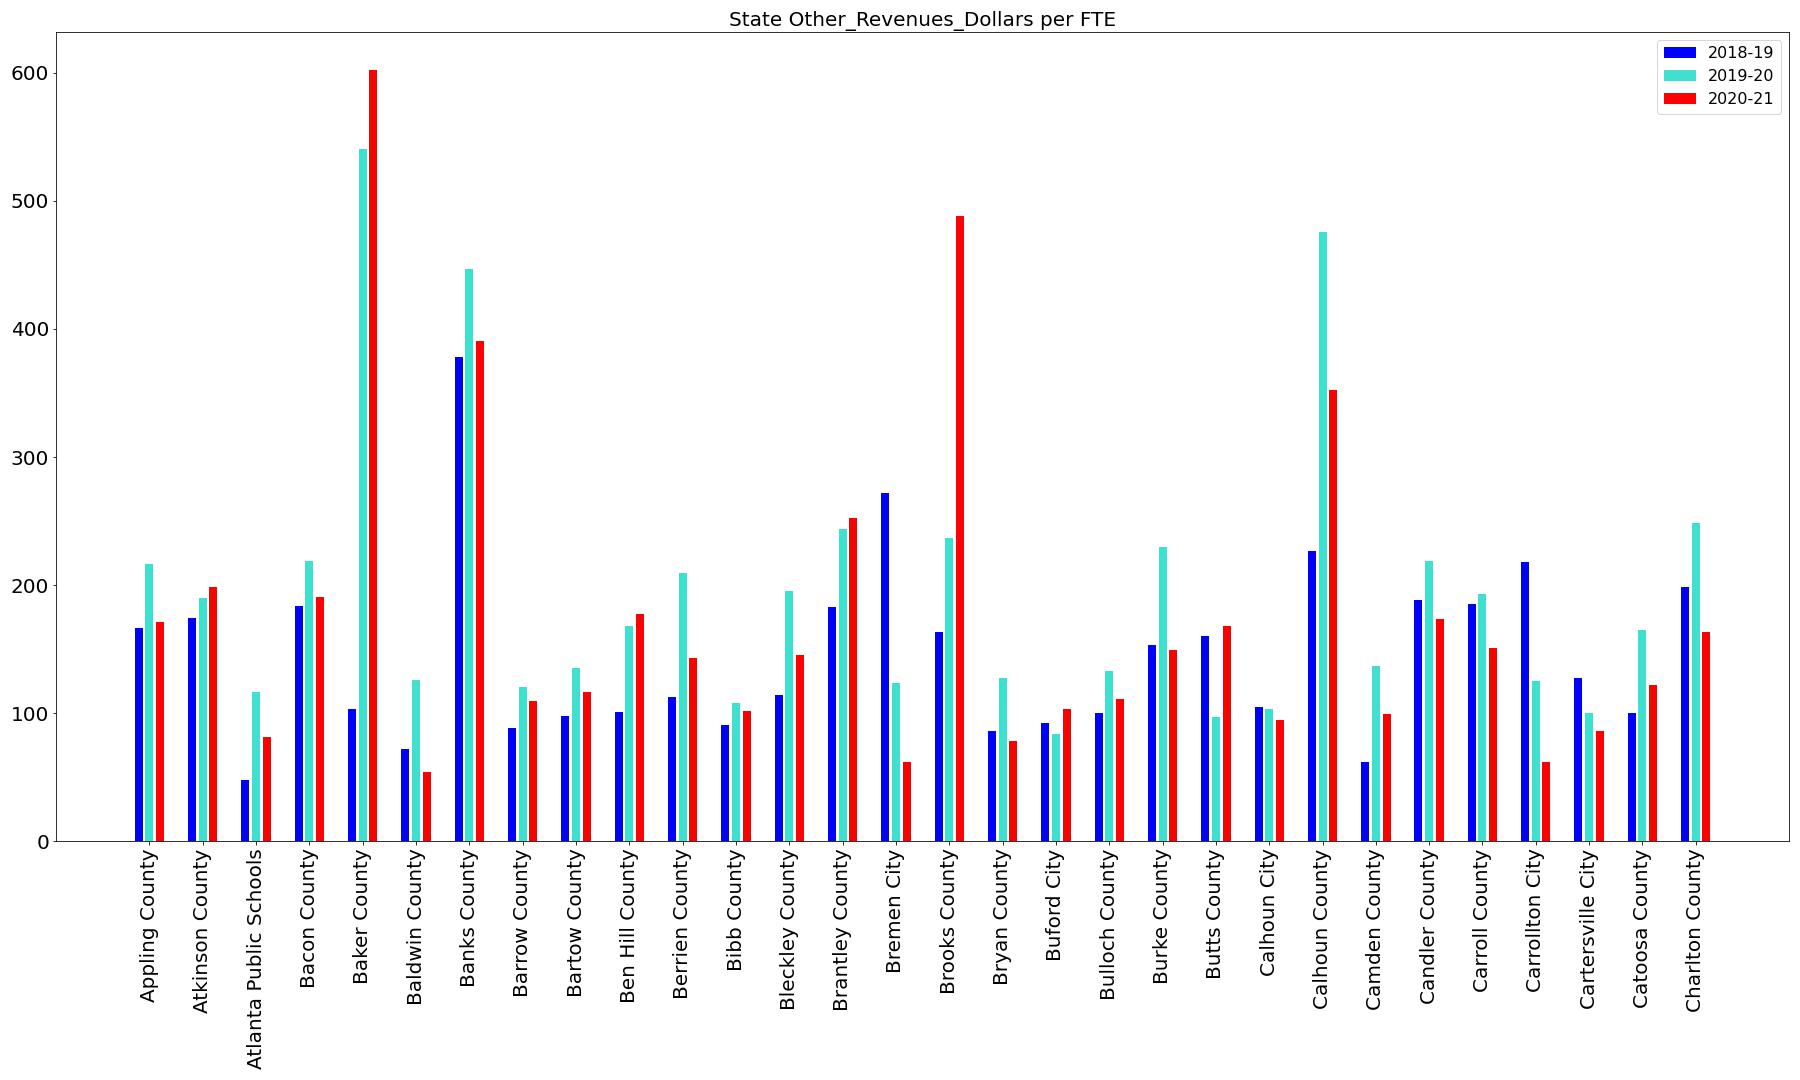 State Other_Revenues_Dollars per FTE
2018-19
2019-20
2020-21
600
500
400
300
200
100
0
Appling County
Atkinson County
Atlanta Public Schools
Bacon County
Baker County
Baldwin County
Banks County
Barrow County
Bartow County
Ben Hill County
Berrien County
Bibb County
Bleckley County
Brantley County
Bremen City
Brooks County
Bryan County
Buford City
Bulloch County
Burke County
Butts County
Calhoun City
Calhoun County
Camden County
Candler County
Carroll County
Carrollton City
Cartersville City
Catoosa County
Charlton County